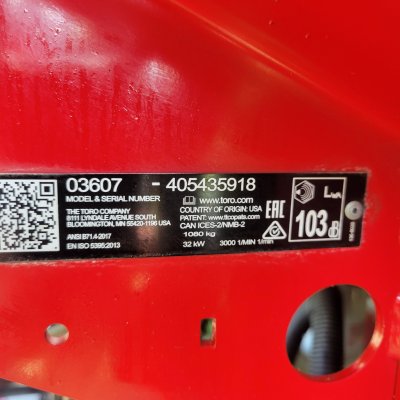 03607 - 405435918
MODEL & SERIAL NUMBER
THE TORO COMPANY
8111 LYNDALE AVENUE SOUTH
BLOOMINGTON, MN 55420-1196 USA
ANSI B71.4-2017
EN ISO 5395:2013
www.toro.com
COUNTRY OF ORIGIN: USA
PATENT: www.ttcopats.com
CAN ICES-2/NMB-2
1080 kg
32 kW 3000 1/MIN 1/min
EAC
LWA
103 dB